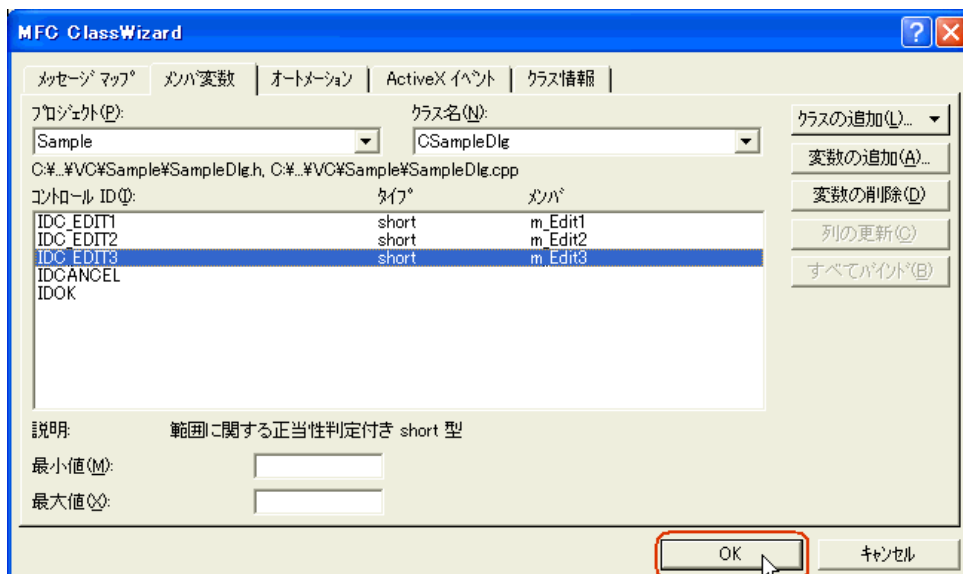 MFC ClassWizard
メッセージ マップ メンバ変数 オートメーション ActiveX イベント クラス情報
プロジェクト(P): クラス名(N):
Sample CSampleDlg
C:¥...¥VC¥Sample¥SampleDlg.h, C:¥...¥VC¥Sample¥SampleDlg.cpp
コントロール ID(I): タイプ メンバ
IDC_EDIT1 short m_Edit1
IDC_EDIT2 short m_Edit2
IDC_EDIT3 short m_Edit3
IDCANCEL
IDOK
クラスの追加(L)...
変数の追加(A)...
変数の削除(D)
列の更新(C)
すべてバインド(B)
説明: 範囲に関する正当性判定付き short 型
最小値(M):
最大値(X):
OK キャンセル